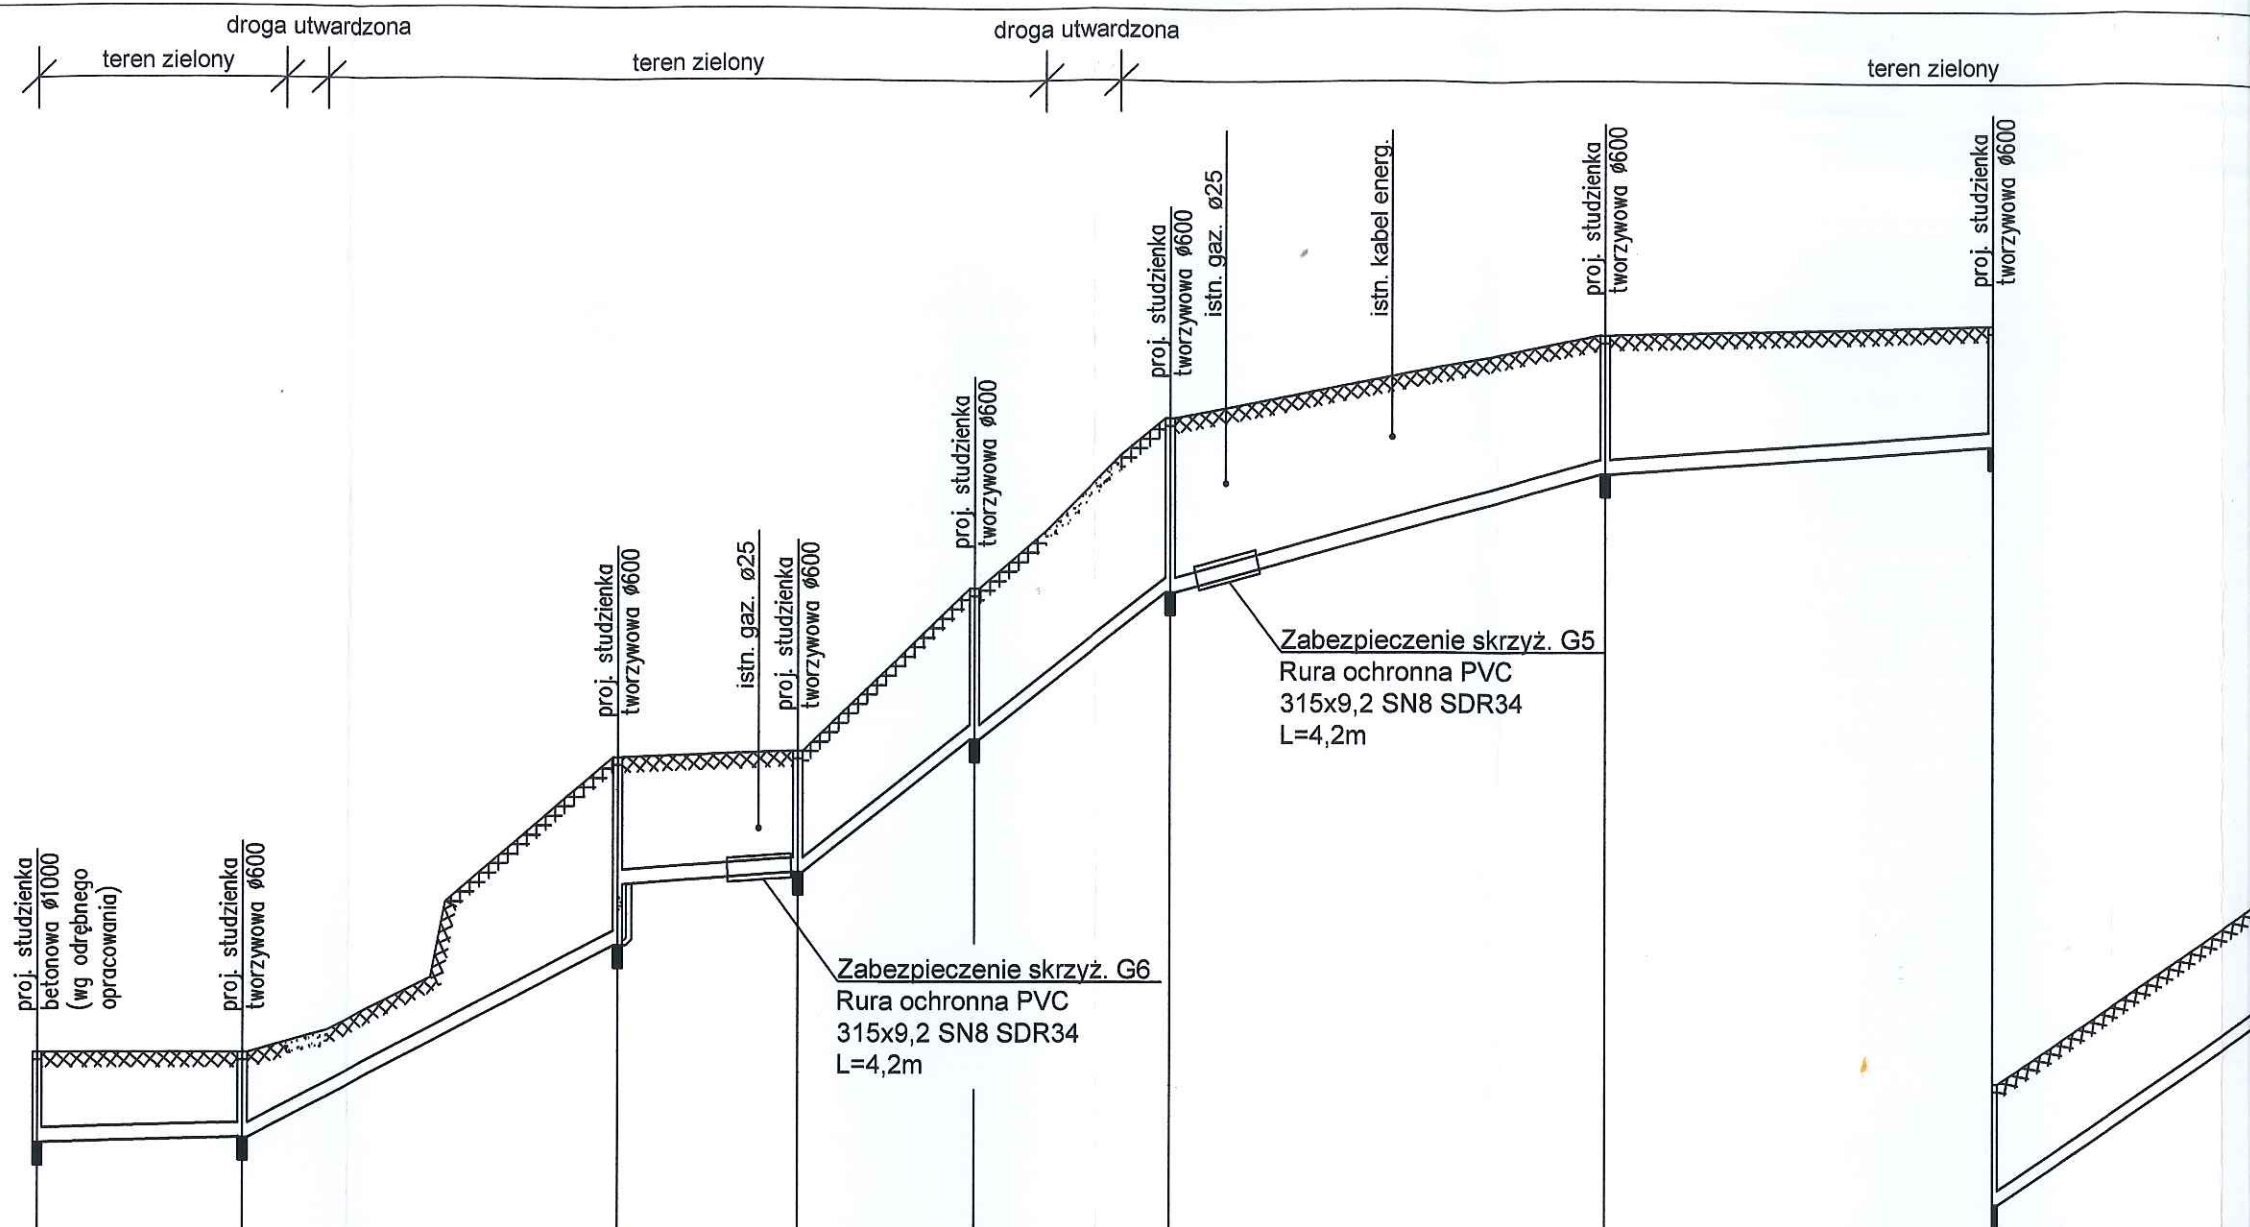 droga utwardzona
droga utwardzona
teren zielony
teren zielony
teren zielony
proj. studzienka
betonowa ø1000
(wg odrębnego
opracowania)
proj. studzienka
tworzywowa ø600
proj. studzienka
tworzywowa ø600
istn. gaz. ø25
proj. studzienka
tworzywowa ø600
proj. studzienka
tworzywowa ø600
proj. studzienka
tworzywowa ø600
istn. gaz. ø25
istn. kabel energ.
proj. studzienka
tworzywowa ø600
proj. studzienka
tworzywowa ø600
Zabezpieczenie skrzyż. G5
Rura ochronna PVC
315x9,2 SN8 SDR34
L=4,2m
Zabezpieczenie skrzyż. G6
Rura ochronna PVC
315x9,2 SN8 SDR34
L=4,2m